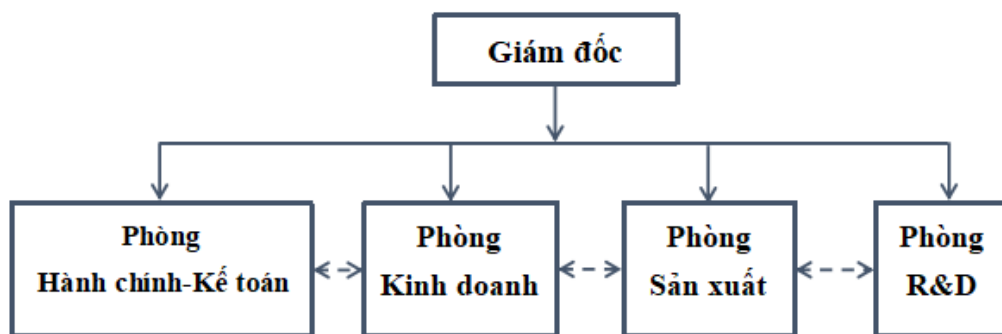 Giám đốc
Phòng
Hành chính-Kế toán
Phòng
Kinh doanh
Phòng
Sản xuất
Phòng
R&D